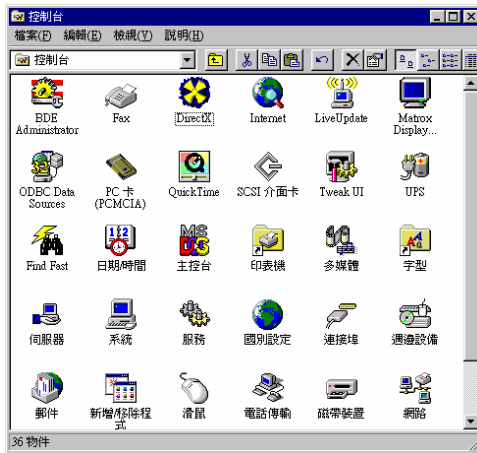 控制台
檔案(F) 編輯(E) 檢視(V) 說明(H)
控制台
BDE Administrator
Fax
DirectX
Internet
LiveUpdate
Matrox Display...
ODBC Data Sources
PC 卡 (PCMCIA)
QuickTime
SCSI 介面卡
Tweak UI
UPS
Find Fast
日期/時間
主控台
印表機
多媒體
字型
伺服器
系統
服務
國別設定
連接埠
週邊設備
郵件
新增/移除程式
滑鼠
電話傳輸
磁帶裝置
網路
36 物件